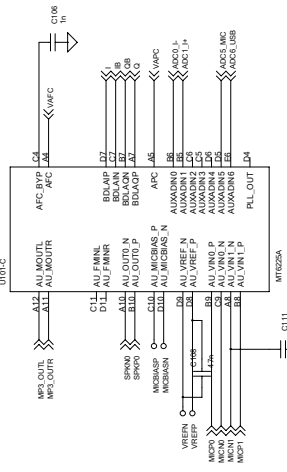 U101-C
MT6225A
C106
1n
VAFC
C4
A4
AFC_BYP
AFC
I
IB
QB
Q
D7
C7
B7
A7
BDLAIP
BDLAIN
BDLAQN
BDLAQP
VAPC
A5
APC
ADC0_I-
ADC1_I+
ADC5_MIC
ADC6_USB
B6
B5
C6
C5
D6
D5
E6
AUXADIN0
AUXADIN1
AUXADIN2
AUXADIN3
AUXADIN4
AUXADIN5
AUXADIN6
D4
PLL_OUT
AU_MOUTL
AU_MOUTR
A12
A11
MP3_OUTL
MP3_OUTR
AU_FMINL
AU_FMINR
C11
D11
AU_OUT0_N
AU_OUT0_P
A10
B10
SPKN0
SPKP0
AU_MICBIAS_P
AU_MICBIAS_N
C10
D10
MICBIASP
MICBIASN
AU_VREF_N
AU_VREF_P
D9
D8
C108
47n
VREFN
VREFP
AU_VIN0_P
AU_VIN0_N
AU_VIN1_N
AU_VIN1_P
B9
C9
A8
B8
MICP0
MICN0
MICN1
MICP1
C111